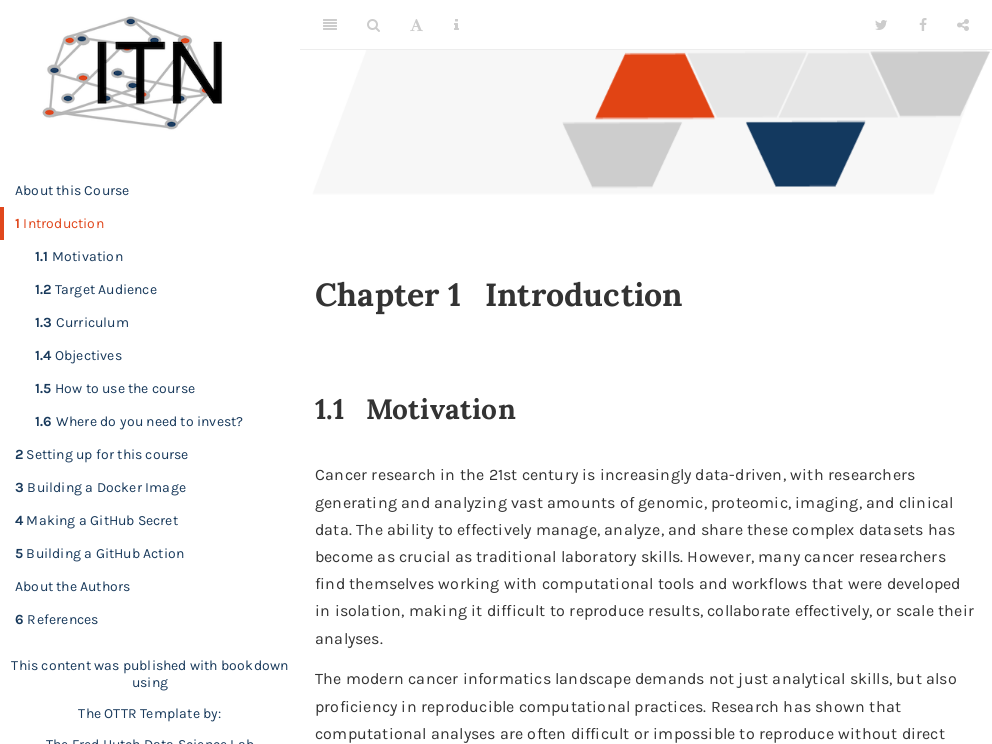 ITN
About this Course
1 Introduction
1.1 Motivation
1.2 Target Audience
1.3 Curriculum
1.4 Objectives
1.5 How to use the course
1.6 Where do you need to invest?
2 Setting up for this course
3 Building a Docker Image
4 Making a GitHub Secret
5 Building a GitHub Action
About the Authors
6 References
This content was published with bookdown
using
The OTTR Template by:
The Fred Hutch Data Science Lab
Chapter 1 Introduction
1.1 Motivation
Cancer research in the 21st century is increasingly data-driven, with researchers
generating and analyzing vast amounts of genomic, proteomic, imaging, and clinical
data. The ability to effectively manage, analyze, and share these complex datasets has
become as crucial as traditional laboratory skills. However, many cancer researchers
find themselves working with computational tools and workflows that were developed
in isolation, making it difficult to reproduce results, collaborate effectively, or scale their
analyses.
The modern cancer informatics landscape demands not just analytical skills, but also
proficiency in reproducible computational practices. Research has shown that
computational analyses are often difficult or impossible to reproduce without direct